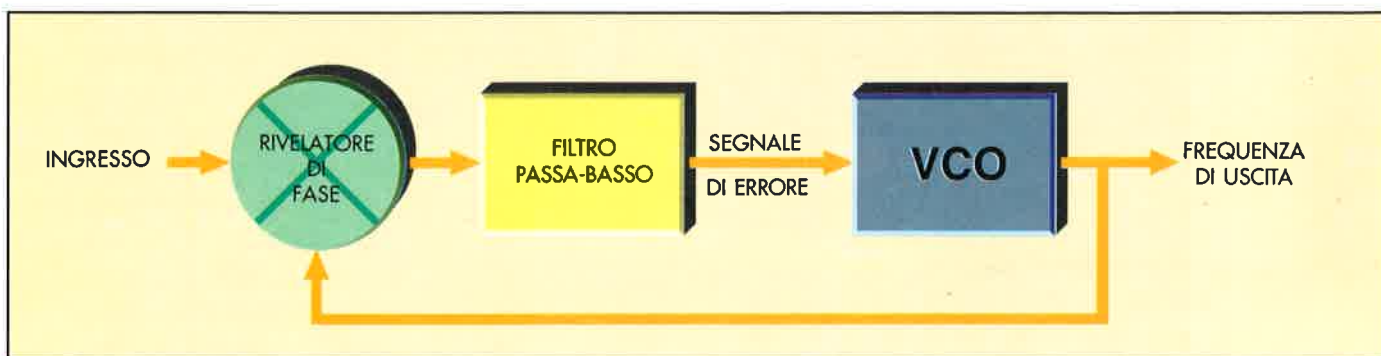 INGRESSO
RIVELATORE
DI
FASE
FILTRO
PASSA-BASSO
SEGNALE
DI ERRORE
VCO
FREQUENZA
DI USCITA